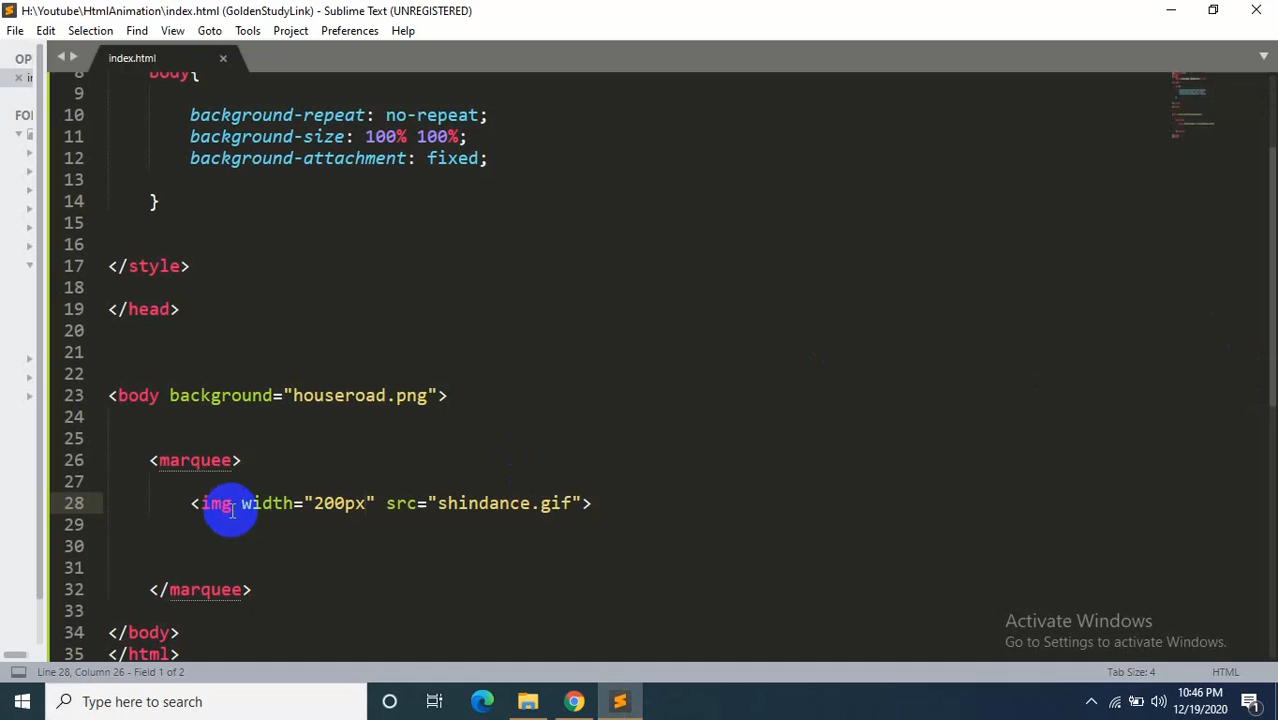 H:\Youtube\HtmlAnimation\index.html (GoldenStudyLink) - Sublime Text (UNREGISTERED)
File Edit Selection Find View Goto Tools Project Preferences Help
OP
index.html
FO
8 body{
9
10 background-repeat: no-repeat;
11 background-size: 100% 100%;
12 background-attachment: fixed;
13
14 }
15
16
17 </style>
18
19 </head>
20
21
22
23 <body background="houseroad.png">
24
25
26 <marquee>
27
28 <img width="200px" src="shindance.gif">
29
30
31
32 </marquee>
33
34 </body>
35 </html>
Activate Windows
Go to Settings to activate Windows.
Line 28, Column 26 - Field 1 of 2 Tab Size: 4 HTML
Type here to search
10:46 PM
12/19/2020
1